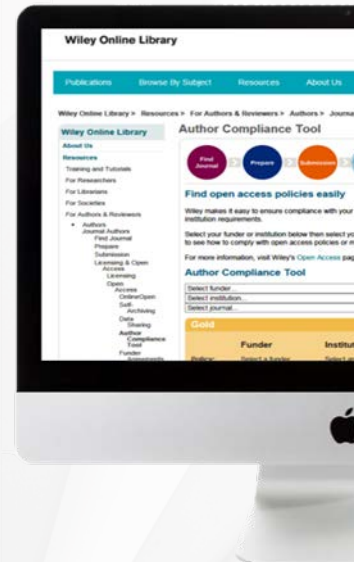 Wiley Online Library
Publications Browse By Subject Resources About Us
Wiley Online Library > Resources > For Authors & Reviewers > Authors > Journa
Wiley Online Library
About Us
Resources
Training and Tutorials
For Researchers
For Librarians
For Societies
For Authors & Reviewers
Authors
Journal Authors
Find Journal
Prepare
Submission
Licensing & Open
Access
Licensing
Open
Access
OnlineOpen
Self-
Archiving
Data
Sharing
Author
Compliance
Tool
Funder
Agreements
Author Compliance Tool
Find
Journal
Prepare
Submission
Find open access policies easily
Wiley makes it easy to ensure compliance with your
institution requirements.
Select your funder or institution below then select yo
to see how to comply with open access policies or m
For more information, visit Wiley's Open Access pag
Author Compliance Tool
Select funder...
Select institution...
Select journal...
Gold
Funder Institut
Policy: Select a funder